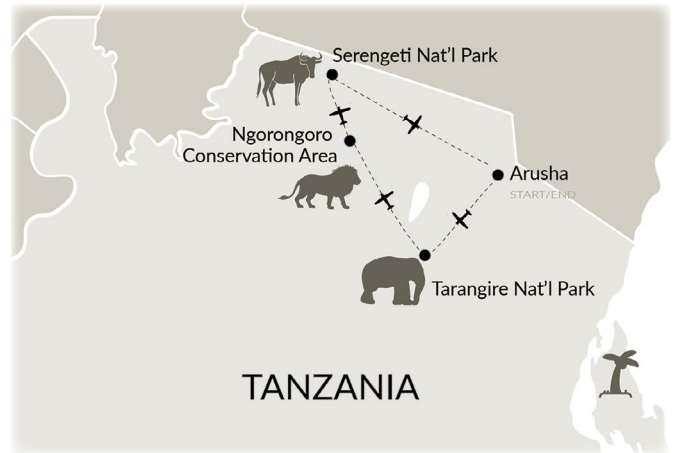 Serengeti Nat'l Park
Ngorongoro
Conservation Area
Arusha
START/END
Tarangire Nat'l Park
TANZANIA